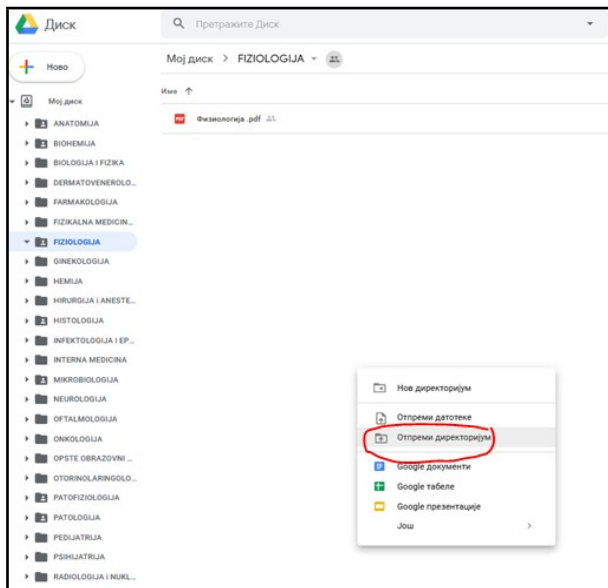 Диск
Претражите Диск
Ново
Мој диск > FIZIOLOGIJA
Име
Мој диск
Физиологија .pdf
ANATOMIJA
BIOHEMIJA
BIOLOGIJA I FIZIKA
DERMATOVENEROLO...
FARMAKOLOGIJA
FIZIKALNA MEDICIN...
FIZIOLOGIJA
GINEKOLOGIJA
HEMIJA
HIRURGIJA i ANESTE...
HISTOLOGIJA
INFEKTOLOGIJA I EP...
INTERNA MEDICINA
MIKROBIOLOGIJA
NEUROLOGIJA
OFTALMOLOGIJA
ONKOLOGIJA
OPSTE OBRAZOVNI ...
OTORINOLARINGOLO...
PATOFIZIOLOGIJA
PATOLOGIJA
PEDIJATRIJA
PSIHIJATRIJA
RADIOLOGIJA i NUKL...
Нов директоријум
Отпреми датотеке
Отпреми директоријум
Google документи
Google табеле
Google презентације
Још